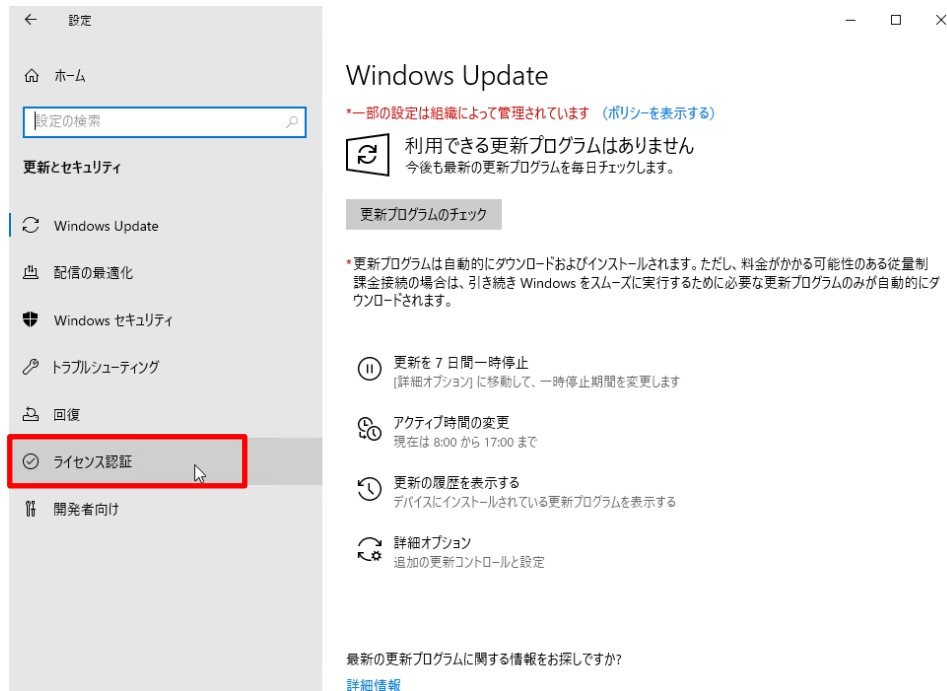 設定
ホーム
設定の検索
更新とセキュリティ
Windows Update
配信の最適化
Windows セキュリティ
トラブルシューティング
回復
ライセンス認証
開発者向け
Windows Update
*一部の設定は組織によって管理されています (ポリシーを表示する)
利用できる更新プログラムはありません
今後も最新の更新プログラムを毎日チェックします。
更新プログラムのチェック
*更新プログラムは自動的にダウンロードおよびインストールされます。ただし、料金がかかる可能性のある従量制
課金接続の場合は、引き続き Windows をスムーズに実行するために必要な更新プログラムのみが自動的にダ
ウンロードされます。
更新を 7 日間一時停止
[詳細オプション] に移動して、一時停止期間を変更します
アクティブ時間の変更
現在は 8:00 から 17:00 まで
更新の履歴を表示する
デバイスにインストールされている更新プログラムを表示する
詳細オプション
追加の更新コントロールと設定
最新の更新プログラムに関する情報をお探しですか?
詳細情報